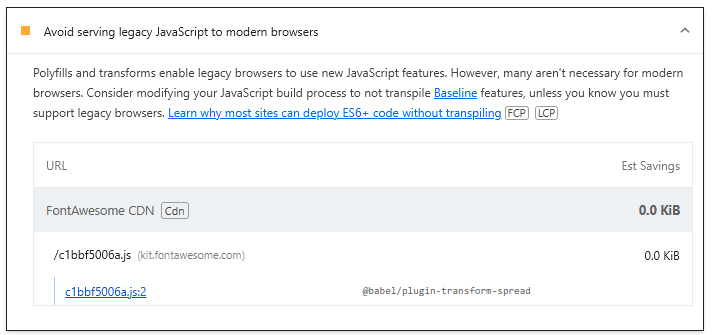 Avoid serving legacy JavaScript to modern browsers
Polyfills and transforms enable legacy browsers to use new JavaScript features. However, many aren't necessary for modern
browsers. Consider modifying your JavaScript build process to not transpile Baseline features, unless you know you must
support legacy browsers. Learn why most sites can deploy ES6+ code without transpiling FCP LCP
URL Est Savings
FontAwesome CDN Cdn 0.0 KiB
/c1bbf5006a.js (kit.fontawesome.com) 0.0 KiB
c1bbf5006a.js:2 @babel/plugin-transform-spread